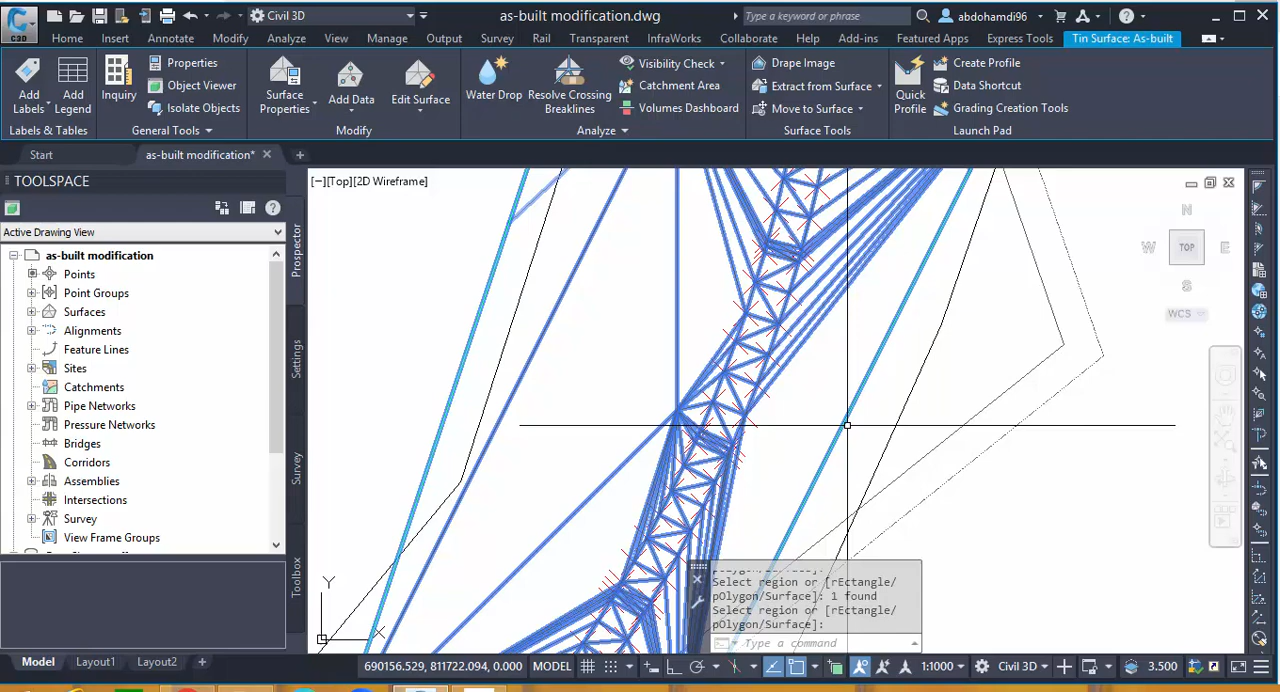 Civil 3D
as-built modification.dwg
Type a keyword or phrase
abdohamdi96
C3D
Home Insert Annotate Modify Analyze View Manage Output Survey Rail Transparent InfraWorks Collaborate Help Add-ins Featured Apps Express Tools Tin Surface: As-built
Add Labels
Add Legend
Labels & Tables
Inquiry
Properties
Object Viewer
Isolate Objects
General Tools
Surface Properties
Add Data
Edit Surface
Modify
Water Drop
Resolve Crossing Breaklines
Visibility Check
Catchment Area
Volumes Dashboard
Analyze
Drape Image
Extract from Surface
Move to Surface
Surface Tools
Quick Profile
Create Profile
Data Shortcut
Grading Creation Tools
Launch Pad
Start
as-built modification*
TOOLSPACE
Active Drawing View
as-built modification
Points
Point Groups
Surfaces
Alignments
Feature Lines
Sites
Catchments
Pipe Networks
Pressure Networks
Bridges
Corridors
Assemblies
Intersections
Survey
View Frame Groups
Prospector
Settings
Survey
Toolbox
[−][Top][2D Wireframe]
N
W
TOP
E
S
WCS
Y
X
Select region or [rEctangle/
pOlygon/Surface]: 1 found
Select region or [rEctangle/
pOlygon/Surface]:
Type a command
Model Layout1 Layout2 +
690156.529, 811722.094, 0.000 MODEL 1:1000 Civil 3D 3.500